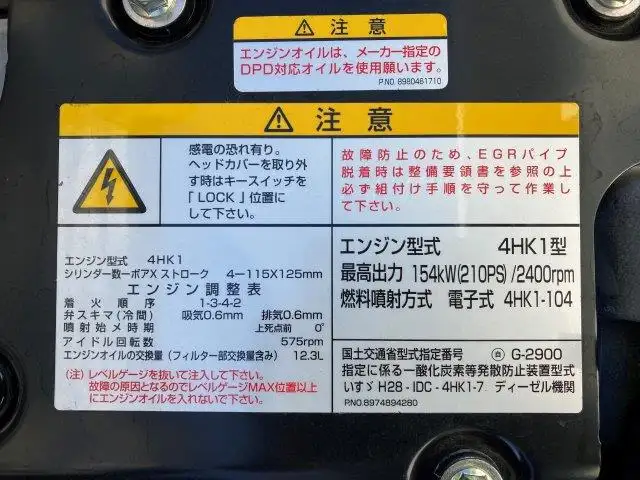 ⚠ 注意
エンジンオイルは、メーカー指定の
DPD対応オイルを使用願います。
P.NO. 8980461710
⚠ 注意
感電の恐れ有り。
ヘッドカバーを取り外
す時はキースイッチを
「LOCK」位置に
して下さい。
故障防止のため、EGRパイプ
脱着時は整備要領書を参照の上
必ず組付け手順を守って作業し
て下さい。
エンジン型式 4HK1
シリンダー数ーボアX ストローク 4ー115X125mm
エンジン調整表
着火順序 1-3-4-2
弁スキマ(冷間) 吸気0.6mm 排気0.6mm
噴射始メ時期 上死点前 0°
アイドル回転数 575rpm
エンジンオイルの交換量(フィルター部交換量含み) 12.3L
(注)レベルゲージを抜いて注入して下さい。
故障の原因となるのでレベルゲージMAX位置以上
にエンジンオイルを入れないで下さい。
エンジン型式 4HK1型
最高出力 154kW(210PS)/2400rpm
燃料噴射方式 電子式 4HK1-104
国土交通省型式指定番号 自 G-2900
指定に係る一酸化炭素等発散防止装置型式
いすゞ H28-IDC-4HK1-7 ディーゼル機関
P.NO. 8974894280